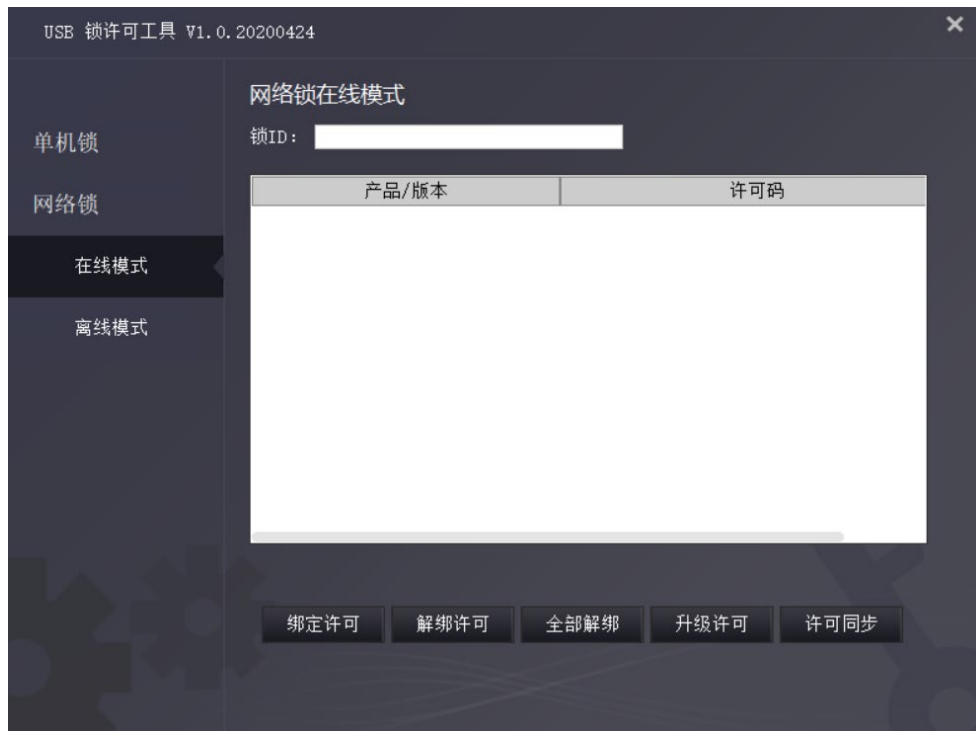 USB 锁许可工具 V1.0.20200424
单机锁
网络锁
在线模式
离线模式
网络锁在线模式
锁ID:
产品/版本 许可码
绑定许可 解绑许可 全部解绑 升级许可 许可同步